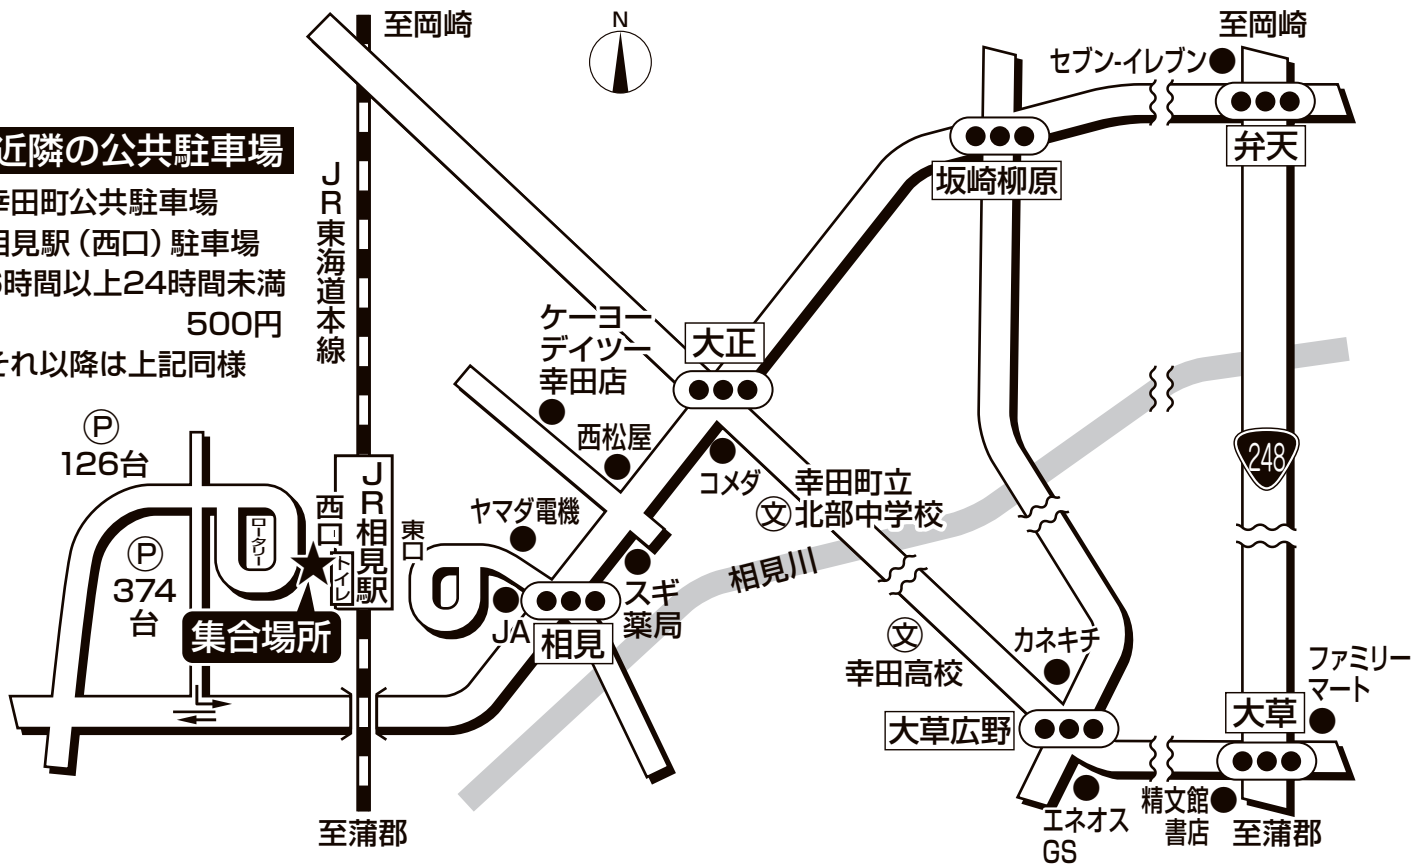 至岡崎
N
至岡崎
セブン-イレブン
近隣の公共駐車場
弁天
坂崎柳原
幸田町公共駐車場
相見駅（西口）駐車場
時間以上24時間未満
500円
それ以降は上記同様
JR東海道本線
ケーヨー
デイツー
幸田店
大正
P
126台
西松屋
コメダ
248
幸田町立
文 北部中学校
ヤマダ電機
JR相見駅
西口
東口
ロータリー
トイレ
P
374
台
相見川
集合場所
JA
相見
スギ
薬局
文
幸田高校
カネキチ
ファミリー
マート
大草広野
大草
エネオス
GS
精文館
書店
至蒲郡
至蒲郡